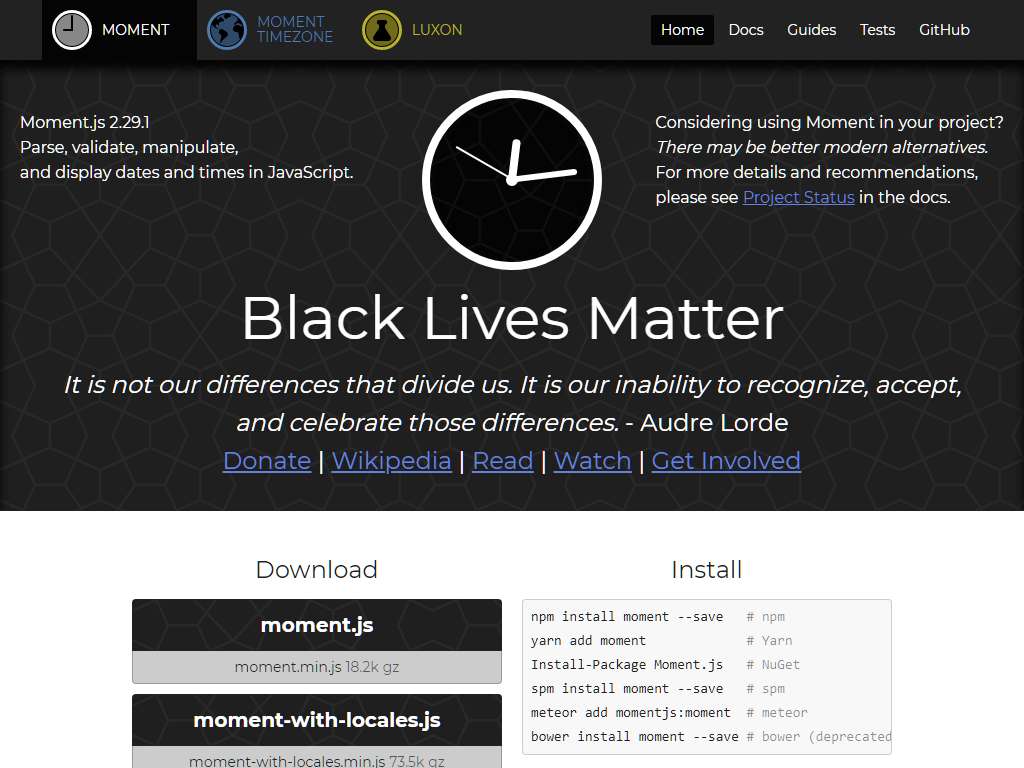 MOMENT
MOMENT
TIMEZONE
LUXON
Home
Docs
Guides
Tests
GitHub
Moment.js 2.29.1
Parse, validate, manipulate,
and display dates and times in JavaScript.
Considering using Moment in your project?
There may be better modern alternatives.
For more details and recommendations,
please see Project Status in the docs.
Black Lives Matter
It is not our differences that divide us. It is our inability to recognize, accept,
and celebrate those differences. - Audre Lorde
Donate | Wikipedia | Read | Watch | Get Involved
Download
moment.js
moment.min.js 18.2k gz
moment-with-locales.js
moment-with-locales.min.js 73.5k gz
Install
npm install moment --save # npm
yarn add moment # Yarn
Install-Package Moment.js # NuGet
spm install moment --save # spm
meteor add momentjs:moment # meteor
bower install moment --save # bower (deprecated